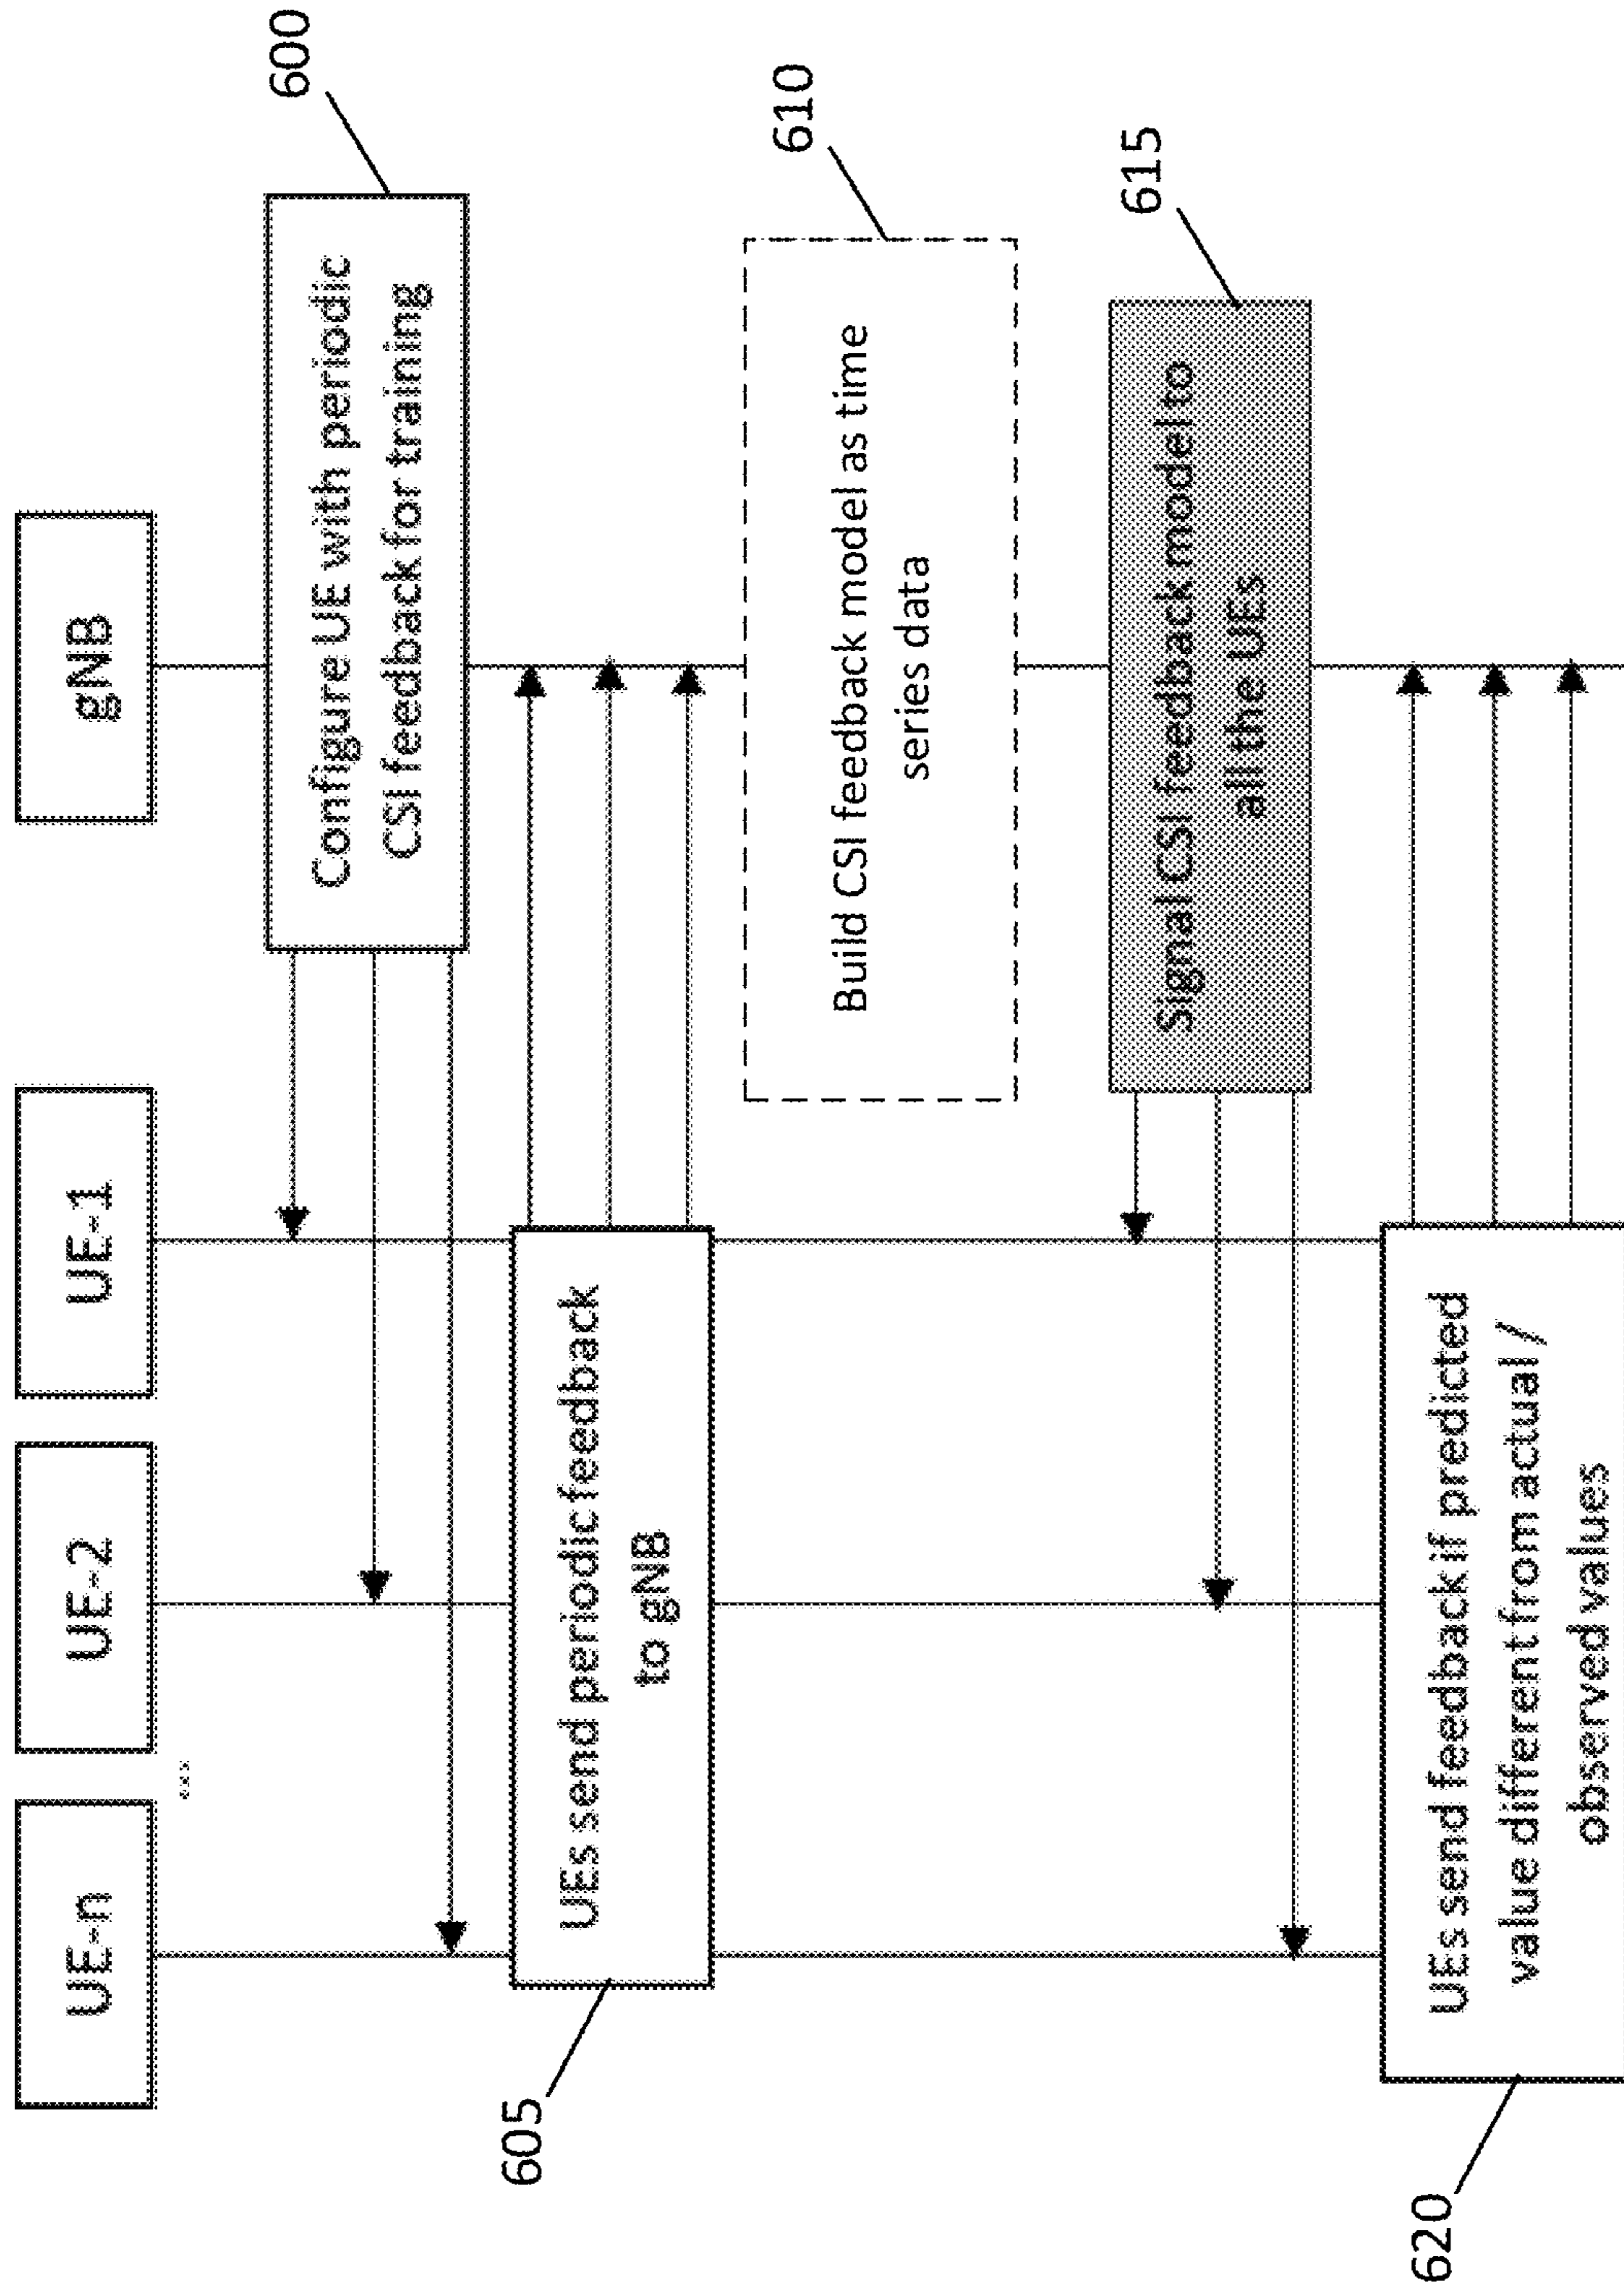 UE-n
UE-2
UE-1
gNB
...
600
Configure UE with periodic
CSI feedback for training
605
UEs send periodic feedback
to gNB
610
Build CSI feedback model as time
series data
615
Signal CSI feedback model to
all the UEs
620
UEs send feedback if predicted
value different from actual /
observed values